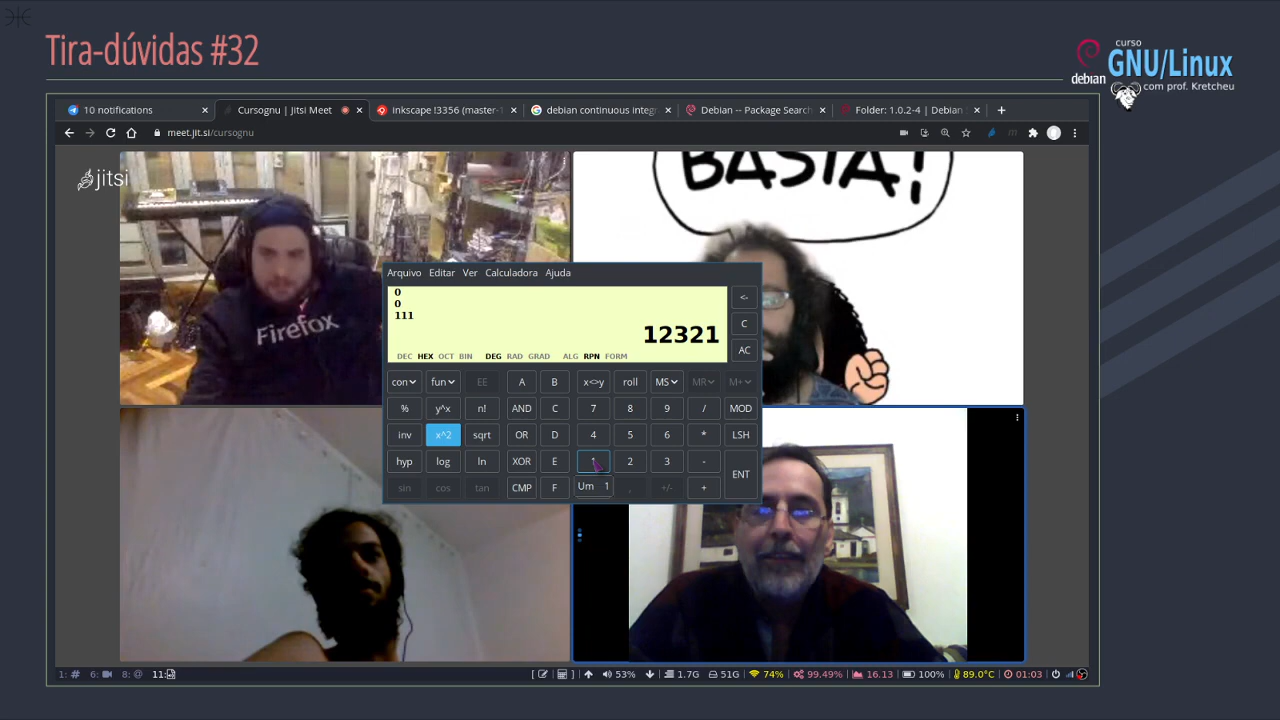 Tira-dúvidas #32
curso
GNU/Linux
com prof. Kretcheu
debian
10 notifications
Cursognu | Jitsi Meet
inkscape !3356 (master-
debian continuous integr
Debian -- Package Search
Folder: 1.0.2-4 | Debian
meet.jit.si/cursognu
jitsi
BASTA!
Firefox
Arquivo Editar Ver Calculadora Ajuda
0
0
111
12321
DEC HEX OCT BIN DEG RAD GRAD ALG RPN FORM
<-
C
AC
con fun EE A B x<>y roll MS MR M+
% y^x n! AND C 7 8 9 / MOD
inv x^2 sqrt OR D 4 5 6 * LSH
hyp log ln XOR E 1 2 3 - ENT
sin cos tan CMP F , +/- +
Um 1
1: # 6: 8: @ 11: [ ] 53% 1.7G 51G 74% 99.49% 16.13 100% 89.0°C 01:03